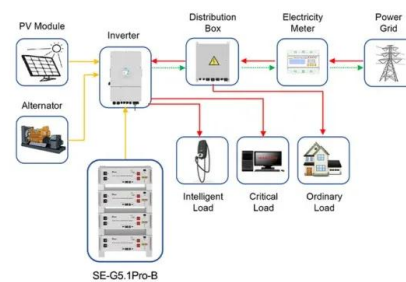 PV Module
Inverter
Distribution
Box
Electricity
Meter
Power
Grid
Alternator
Intelligent
Load
Critical
Load
Ordinary
Load
SE-G5.1Pro-B